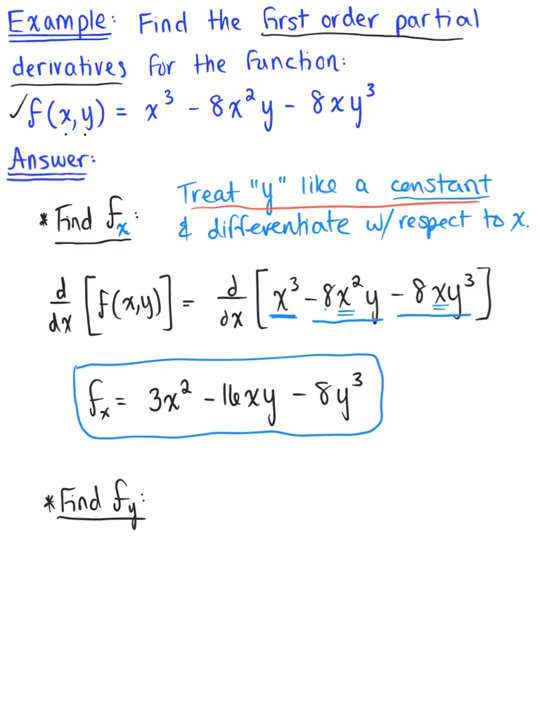 Example: Find the first order partial
derivatives for the function:
✓f(x,y) = x³ - 8x²y - 8xy³
Answer:
*Find fₓ: Treat "y" like a constant
& differentiate w/ respect to x.
d/dx [f(x,y)] = d/dx [x³ - 8x²y - 8xy³]
fₓ = 3x² - 16xy - 8y³
*Find f_y: